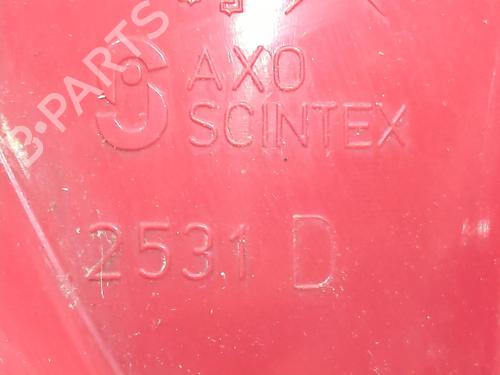 AXO
SCINTEX
2531 D
B-PARTS